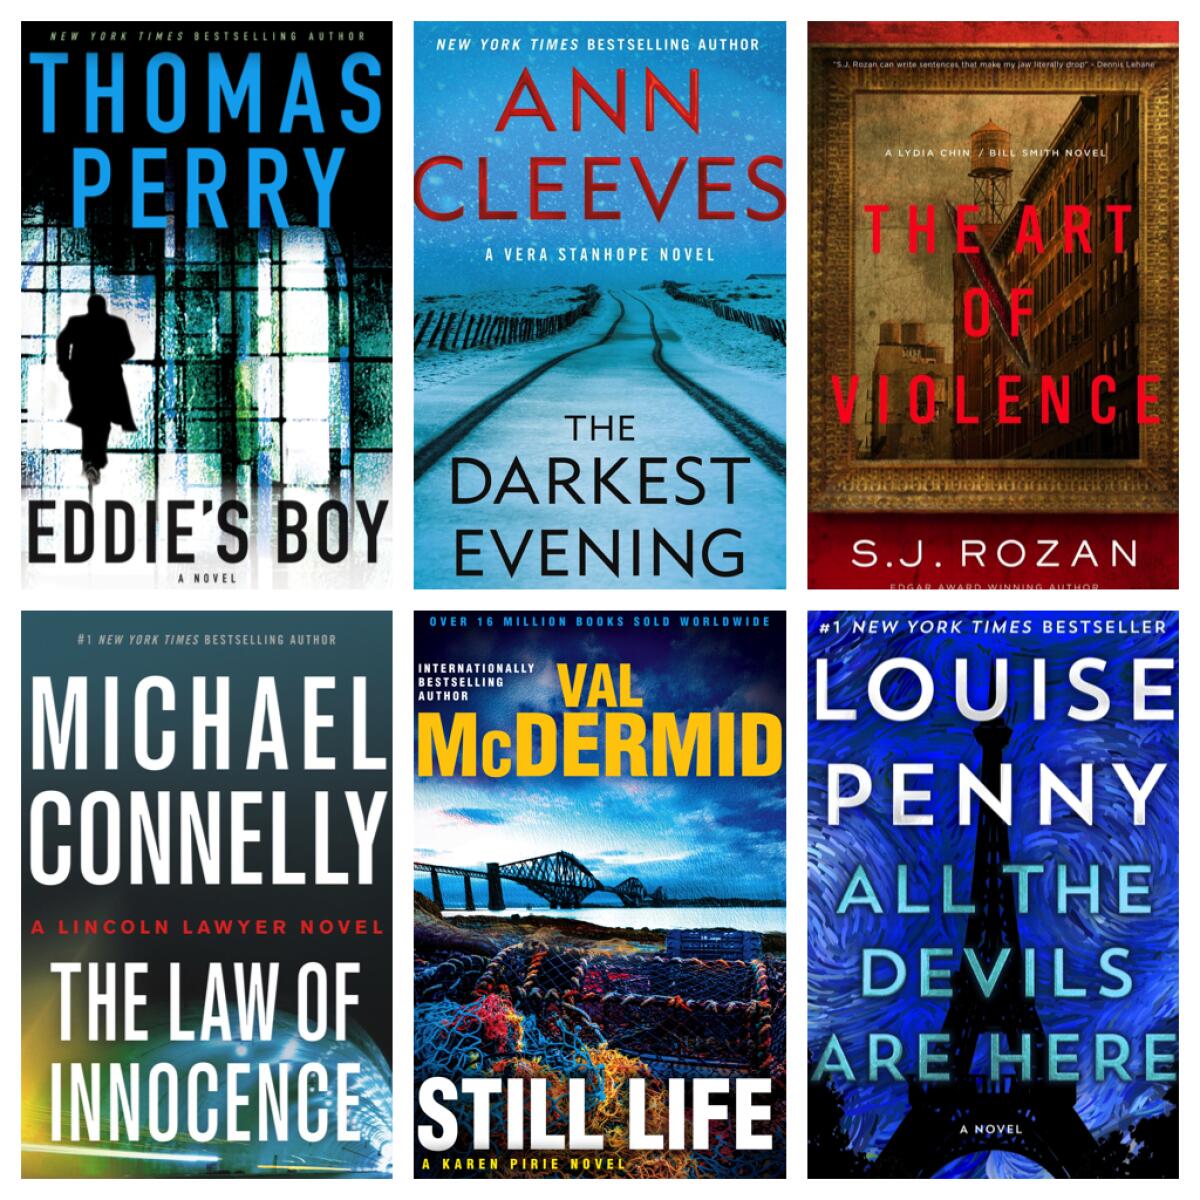 NEW YORK TIMES BESTSELLING AUTHOR
THOMAS
PERRY
EDDIE'S BOY
A NOVEL
NEW YORK TIMES BESTSELLING AUTHOR
ANN
CLEEVES
A VERA STANHOPE NOVEL
THE
DARKEST
EVENING
"S.J. Rozan can write sentences that make my jaw literally drop" - Dennis Lehane
A LYDIA CHIN / BILL SMITH NOVEL
THE ART
OF
VIOLENCE
S.J. ROZAN
EDGAR AWARD WINNING AUTHOR
#1 NEW YORK TIMES BESTSELLING AUTHOR
MICHAEL
CONNELLY
A LINCOLN LAWYER NOVEL
THE LAW OF
INNOCENCE
OVER 16 MILLION BOOKS SOLD WORLDWIDE
INTERNATIONALLY
BESTSELLING
AUTHOR
VAL
McDERMID
STILL LIFE
A KAREN PIRIE NOVEL
#1 NEW YORK TIMES BESTSELLER
LOUISE
PENNY
ALL THE
DEVILS
ARE HERE
A NOVEL